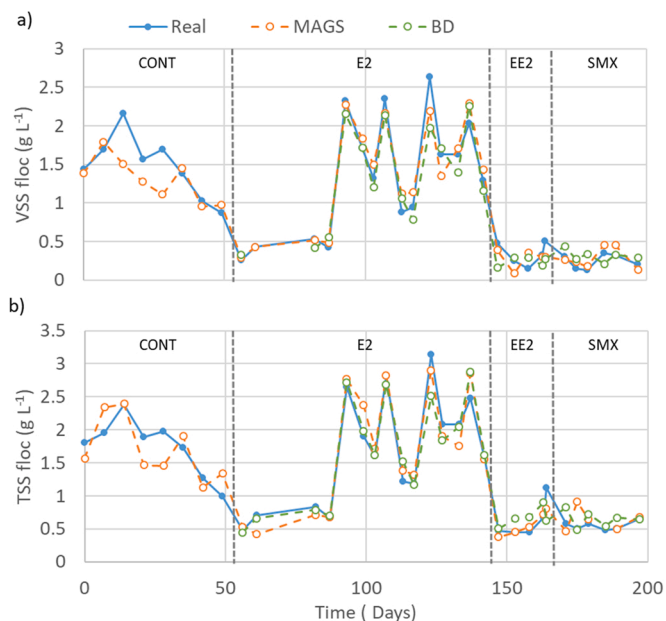 a) Real MAGS BD
3
CONT E2 EE2 SMX
2.5
2
1.5
1
0.5
0
VSS floc (g L-1)
b)
3.5
CONT E2 EE2 SMX
3
2.5
2
1.5
1
0.5
0
TSS floc (g L-1)
0 50 100 150 200
Time ( Days)